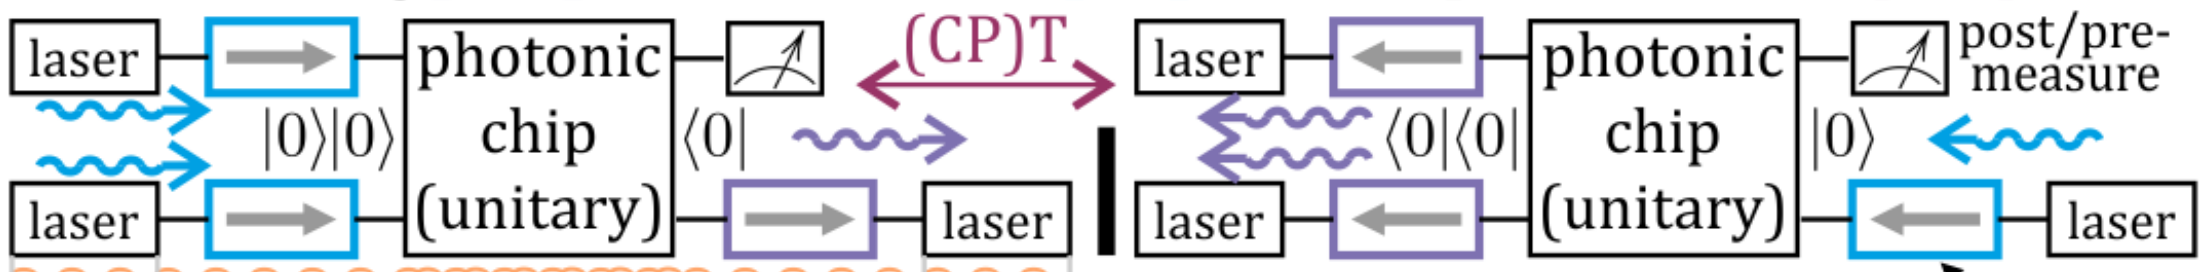 laser
photonic
chip
(unitary)
|0⟩|0⟩
⟨0|
laser
laser
(CP)T
laser
laser
⟨0|⟨0|
photonic
chip
(unitary)
|0⟩
post/pre-
measure
laser